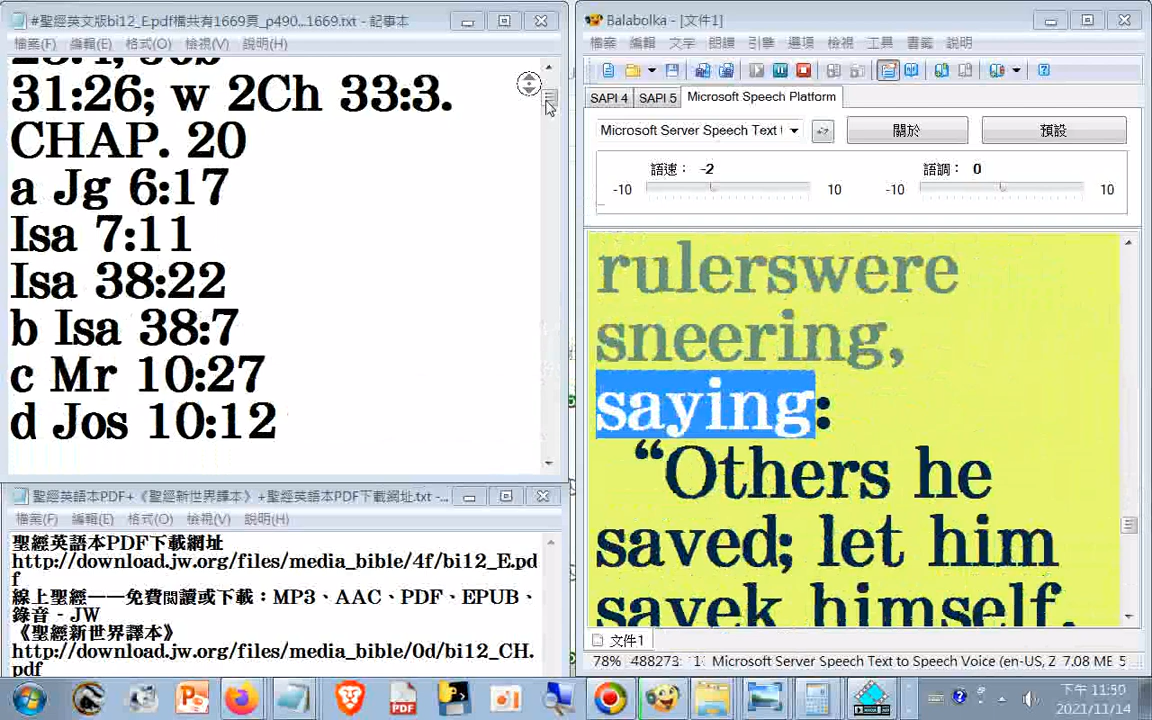 #聖經英文版bi12_Epdf檔共有1669頁_p490...1669.txt - 記事本
檔案(F) 編輯(E) 格式(O) 檢視(V) 說明(H)
31:26; w 2Ch 33:3.
CHAP. 20
a Jg 6:17
Isa 7:11
Isa 38:22
b Isa 38:7
c Mr 10:27
d Jos 10:12
聖經英語本PDF+《聖經新世界譯本》+聖經英語本PDF下載網址.txt -...
檔案(F) 編輯(E) 格式(O) 檢視(V) 說明(H)
聖經英語本PDF下載網址
http://download.jw.org/files/media_bible/4f/bi12_E.pd
f
線上聖經——免費閱讀或下載：MP3、AAC、PDF、EPUB、
錄音 - JW
《聖經新世界譯本》
http://download.jw.org/files/media_bible/0d/bi12_CH.
pdf
Balabolka - [文件1]
檔案 編輯 文字 朗讀 引擎 選項 檢視 工具 書籤 說明
SAPI 4 SAPI 5 Microsoft Speech Platform
Microsoft Server Speech Text 關於 預設
語速： -2 語調： 0
-10 10 -10 10
rulerswere
sneering,
saying:
“Others he
saved; let him
savek himself,
文件1
78% 488273: 1 Microsoft Server Speech Text to Speech Voice (en-US, Z 7.08 ME 5
PDF
下午 11:50
2021/11/14